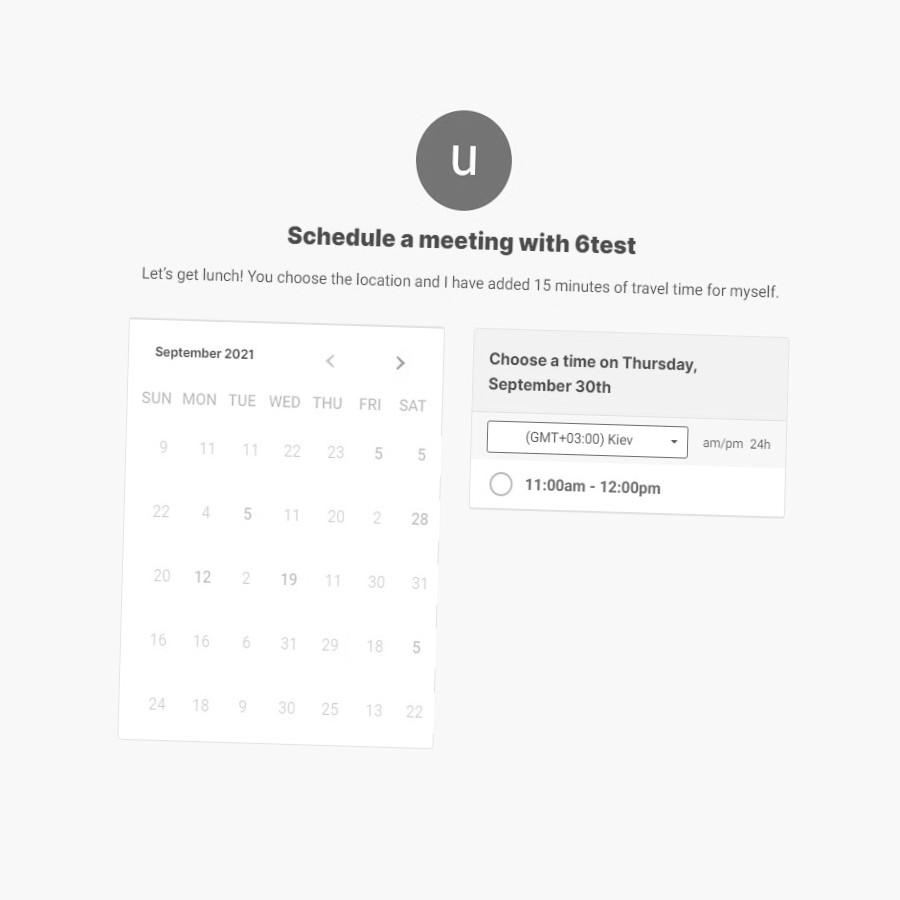 u
Schedule a meeting with 6test
Let's get lunch! You choose the location and I have added 15 minutes of travel time for myself.
September 2021
SUN MON TUE WED THU FRI SAT
9 11 11 22 23 5 5
22 4 5 11 20 2 28
20 12 2 19 11 30 31
16 16 6 31 29 18 5
24 18 9 30 25 13 22
Choose a time on Thursday,
September 30th
(GMT+03:00) Kiev
am/pm 24h
11:00am - 12:00pm